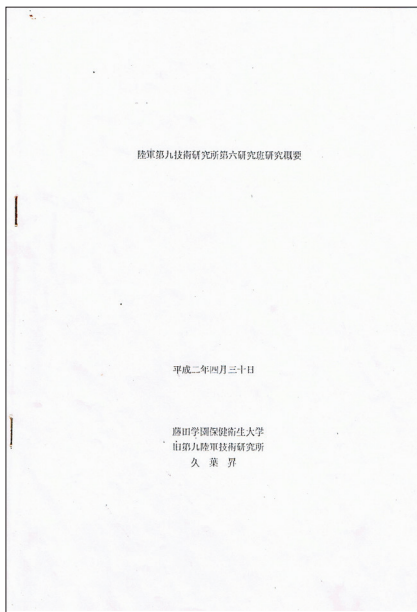 陸軍第九技術研究所第六研究班研究概要
平成二年四月三十日
藤田学園保健衛生大学
旧第九陸軍技術研究所
久葉昇